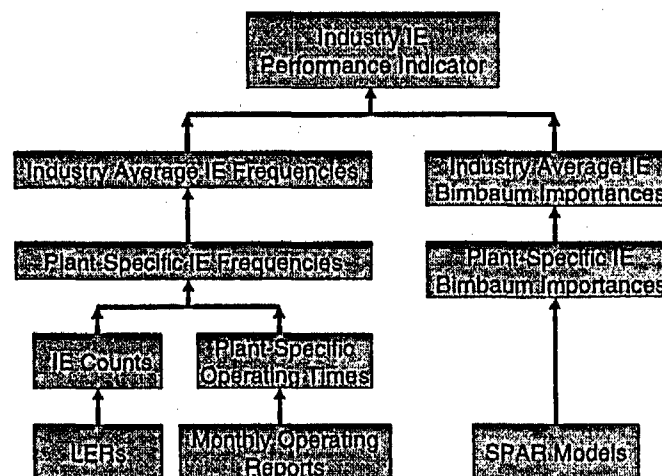 Industry IE
Performance Indicator
Industry Average IE Frequencies
Industry Average IE
Birnbaum Importances
Plant-Specific IE Frequencies
Plant-Specific IE
Birnbaum Importances
IE Counts
Plant-Specific
Operating Times
LERs
Monthly Operating
Reports
SPAR Models